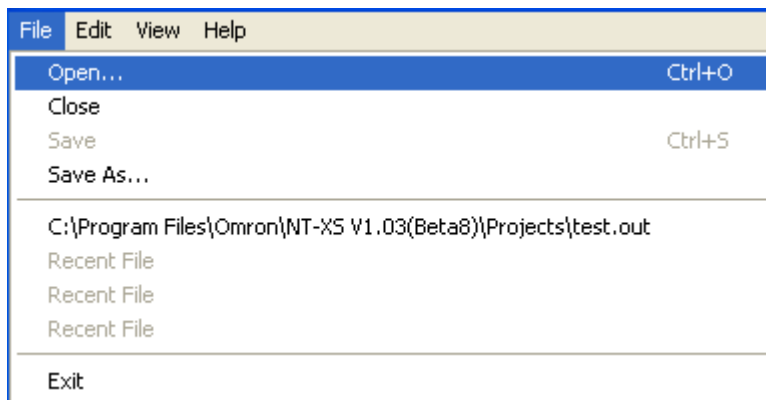 File Edit View Help
Open... Ctrl+O
Close
Save Ctrl+S
Save As...
C:\Program Files\Omron\NT-XS V1.03(Beta8)\Projects\test.out
Recent File
Recent File
Recent File
Exit